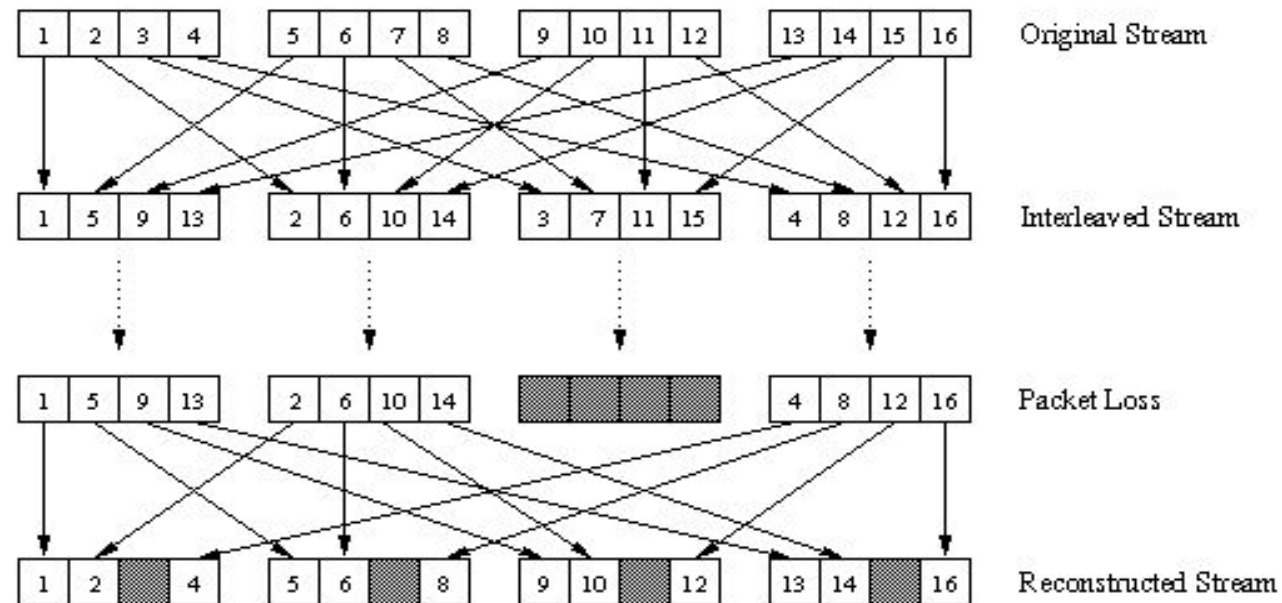 1 2 3 4 5 6 7 8 9 10 11 12 13 14 15 16 Original Stream
1 5 9 13 2 6 10 14 3 7 11 15 4 8 12 16 Interleaved Stream
1 5 9 13 2 6 10 14 4 8 12 16 Packet Loss
1 2 4 5 6 8 9 10 12 13 14 16 Reconstructed Stream